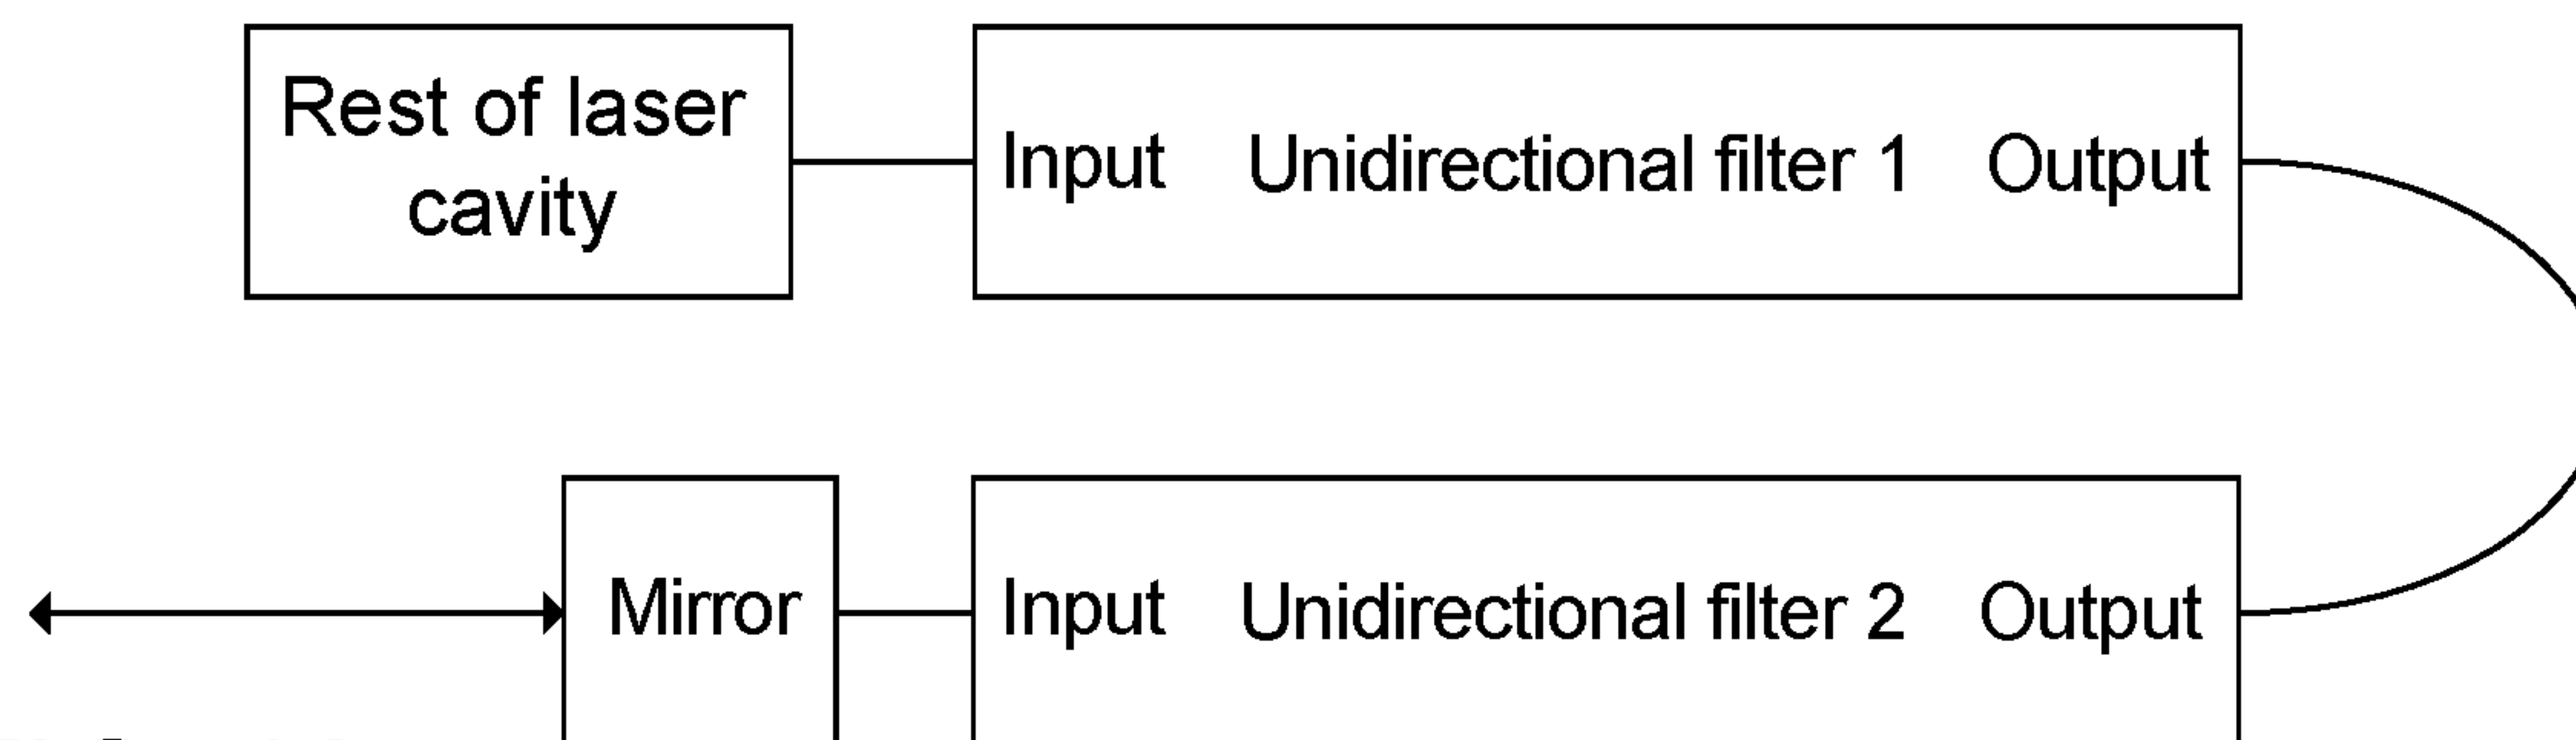 Rest of laser
cavity
Input Unidirectional filter 1 Output
Mirror
Input Unidirectional filter 2 Output